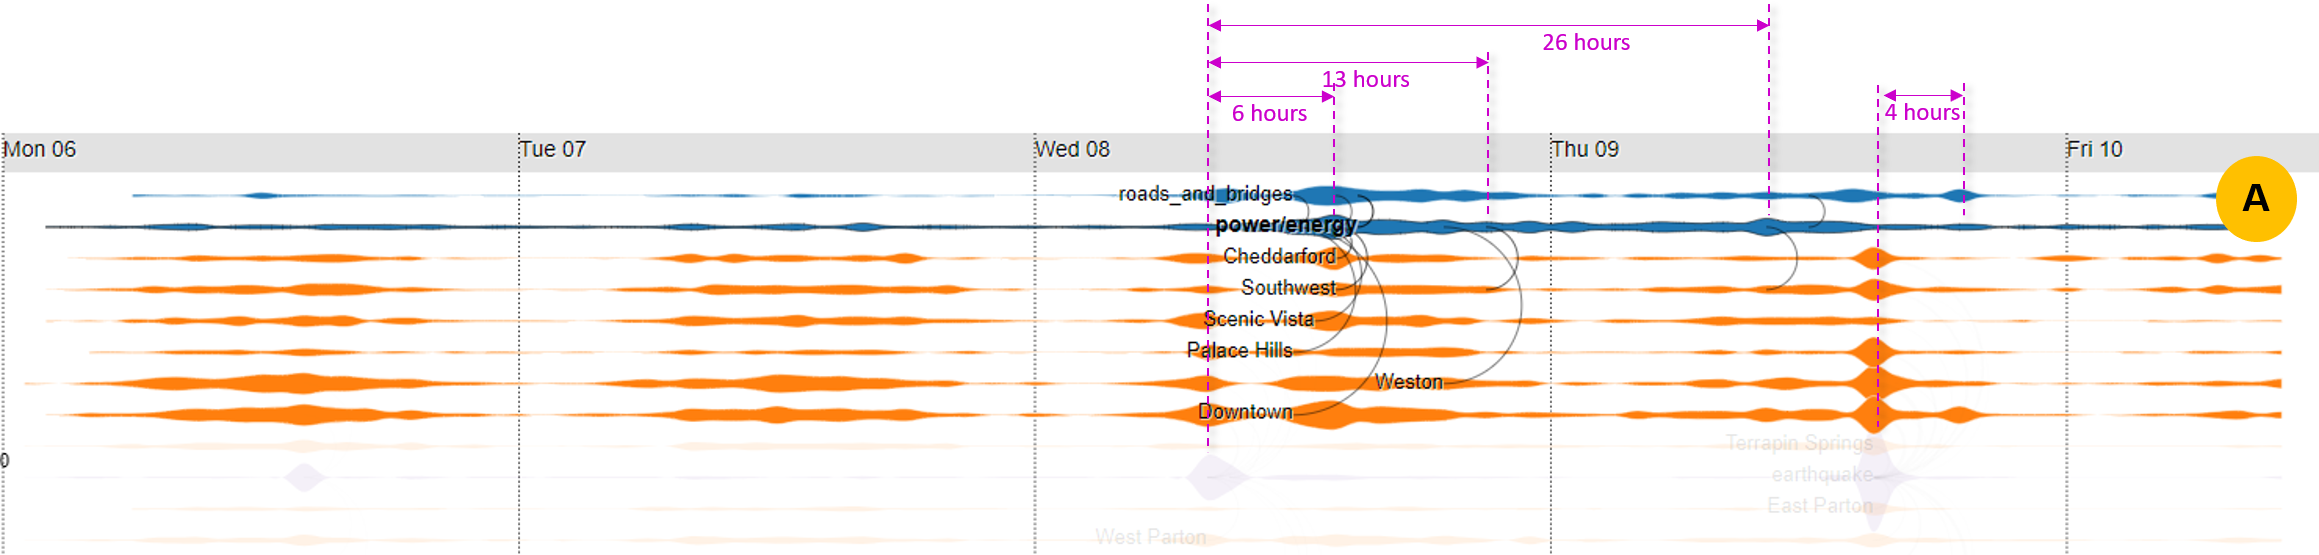 26 hours
13 hours
6 hours
4 hours
Mon 06
Tue 07
Wed 08
Thu 09
Fri 10
A
roads_and_bridges
power/energy
Cheddarford
Southwest
Scenic Vista
Palace Hills
Weston
Downtown
Terrapin Springs
0
earthquake
East Parton
West Parton